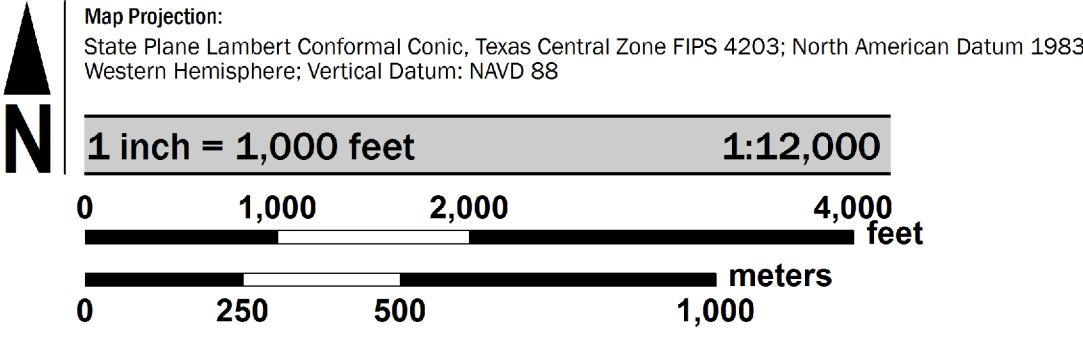 Map Projection:
State Plane Lambert Conformal Conic, Texas Central Zone FIPS 4203; North American Datum 1983
Western Hemisphere; Vertical Datum: NAVD 88
N
1 inch = 1,000 feet 1:12,000
0 1,000 2,000 4,000
feet
meters
0 250 500 1,000